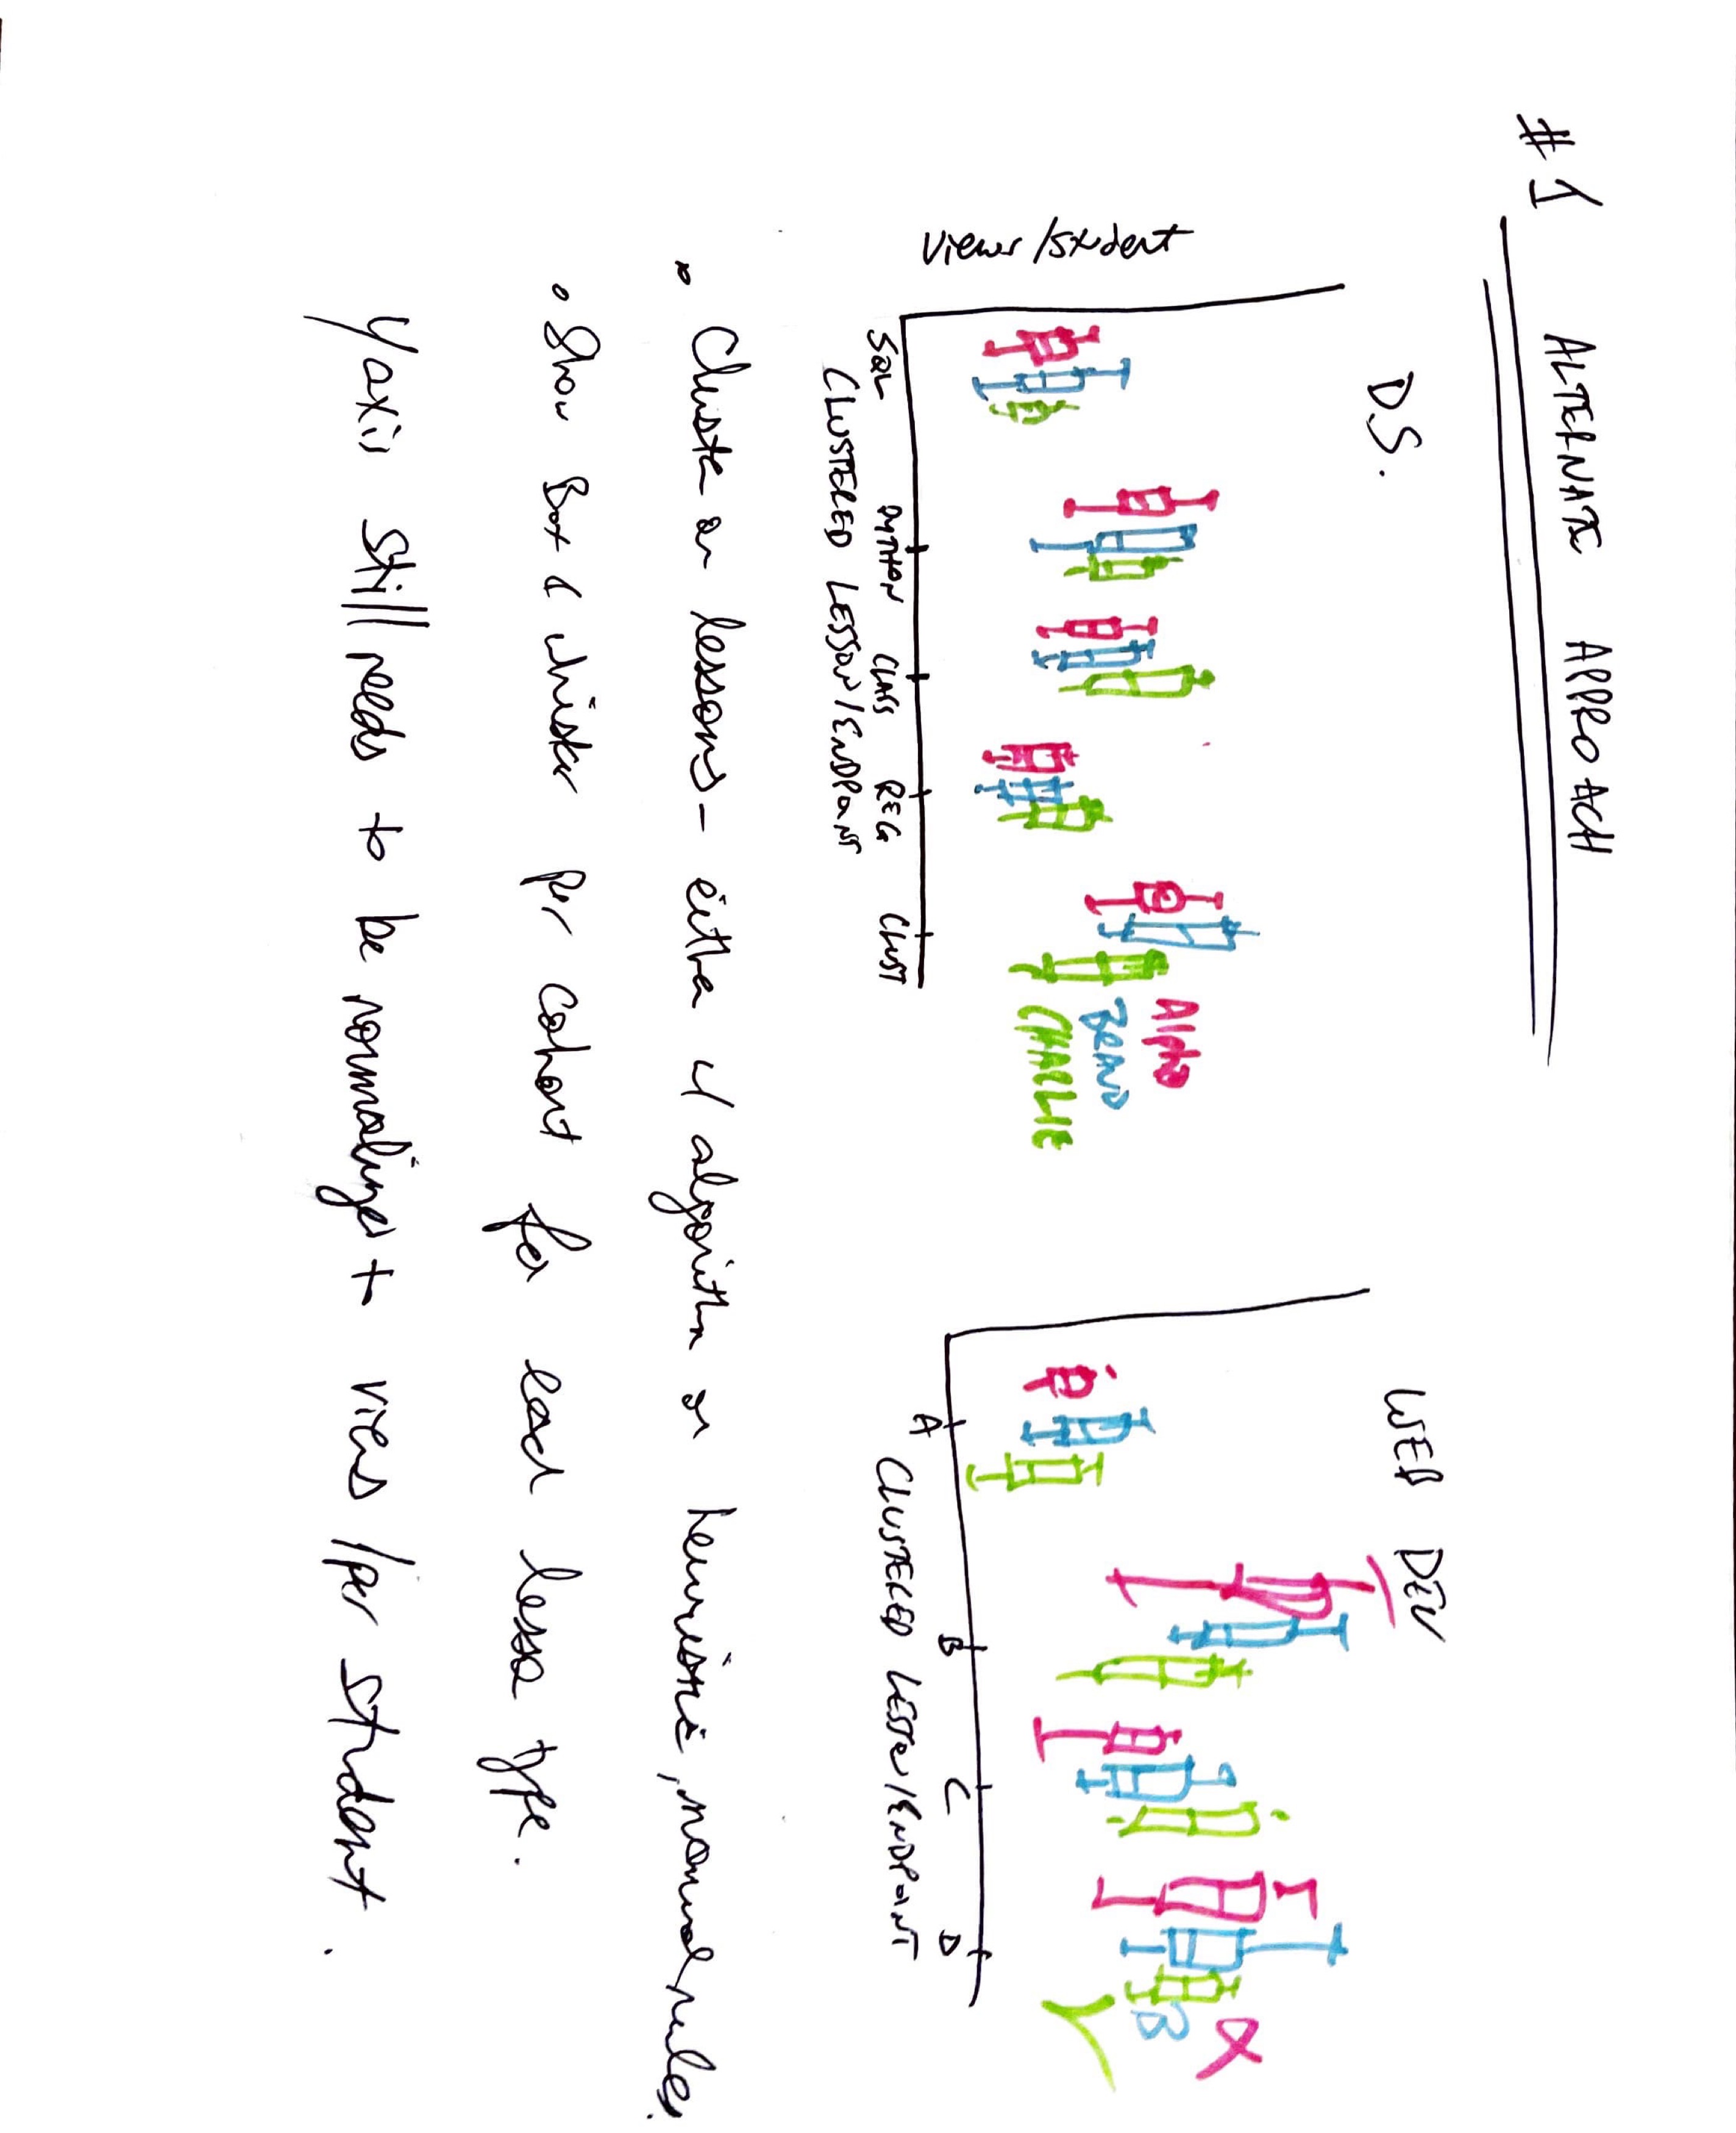 #1 ALTERNATE APPROACH
D.S.
WEB DEV
views/student
SQL PYTHON CLASS REG CLUST
CLUSTERED LESSON/ENDPOINT
ALPHA
BRAVO
CHARLIE
A B C D
CLUSTERED LESSON/ENDPOINT
α
β
γ
• Cluster on lessons - either w/ algorithm or heuristic, manual rules.
• Show Box & whisker per cohort for each lesson type.
Y axis still needs to be normalized + views/per student.